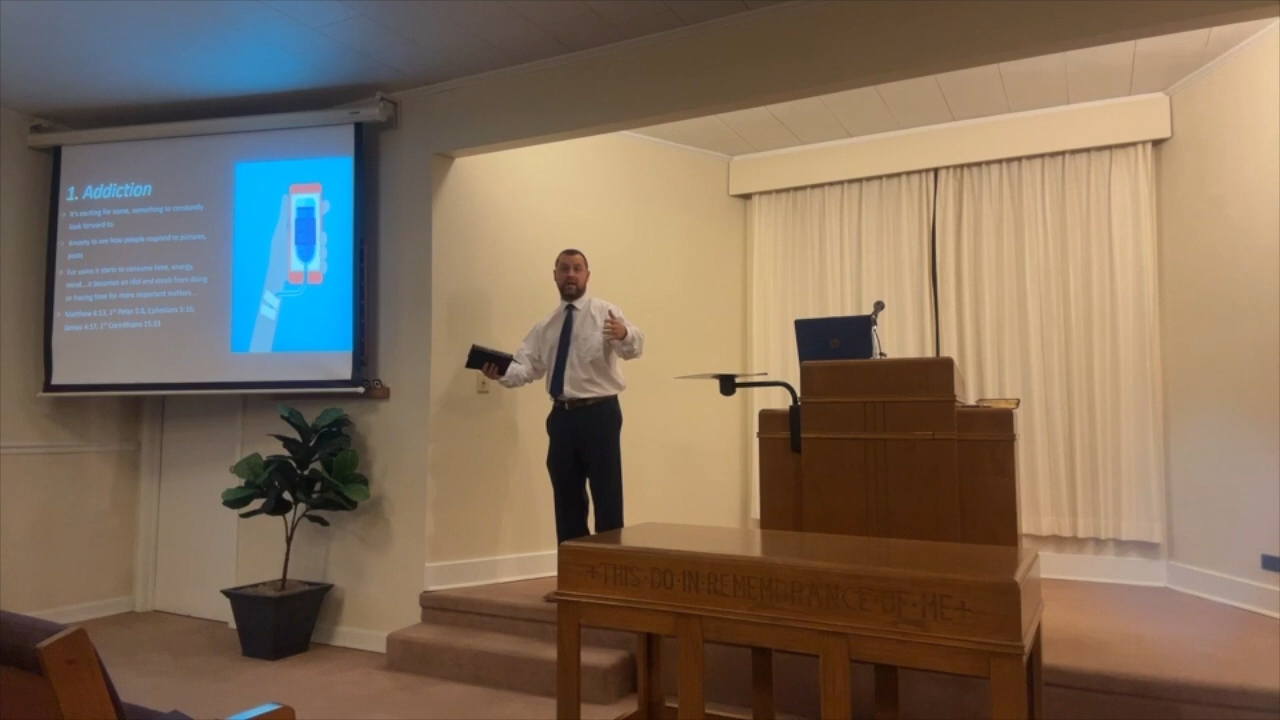 1. Addiction
It's exciting for some, something to constantly
look forward to
Anxiety to see how people respond to pictures,
posts
For some it starts to consume time, energy,
mind...it becomes an idol and steals from doing
or having time for more important matters...
Matthew 6:33, 1st Peter 5:8, Ephesians 5:16,
James 4:17, 1st Corinthians 15:33
+THIS·DO·IN·REMEMBRANCE·OF·ME+